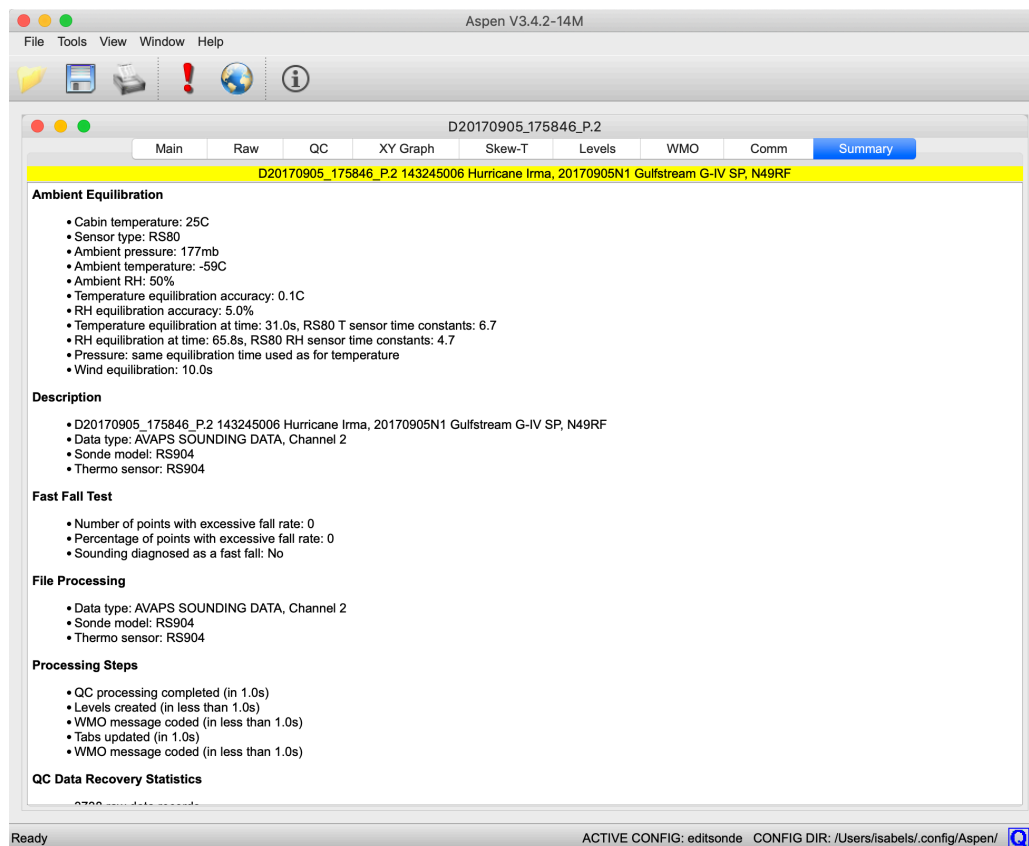 Aspen V3.4.2-14M
File Tools View Window Help
D20170905_175846_P.2
Main Raw QC XY Graph Skew-T Levels WMO Comm Summary
D20170905_175846_P.2 143245006 Hurricane Irma, 20170905N1 Gulfstream G-IV SP, N49RF
Ambient Equilibration
• Cabin temperature: 25C
• Sensor type: RS80
• Ambient pressure: 177mb
• Ambient temperature: -59C
• Ambient RH: 50%
• Temperature equilibration accuracy: 0.1C
• RH equilibration accuracy: 5.0%
• Temperature equilibration at time: 31.0s, RS80 T sensor time constants: 6.7
• RH equilibration at time: 65.8s, RS80 RH sensor time constants: 4.7
• Pressure: same equilibration time used as for temperature
• Wind equilibration: 10.0s
Description
• D20170905_175846_P.2 143245006 Hurricane Irma, 20170905N1 Gulfstream G-IV SP, N49RF
• Data type: AVAPS SOUNDING DATA, Channel 2
• Sonde model: RS904
• Thermo sensor: RS904
Fast Fall Test
• Number of points with excessive fall rate: 0
• Percentage of points with excessive fall rate: 0
• Sounding diagnosed as a fast fall: No
File Processing
• Data type: AVAPS SOUNDING DATA, Channel 2
• Sonde model: RS904
• Thermo sensor: RS904
Processing Steps
• QC processing completed (in 1.0s)
• Levels created (in less than 1.0s)
• WMO message coded (in less than 1.0s)
• Tabs updated (in 1.0s)
• WMO message coded (in less than 1.0s)
QC Data Recovery Statistics
Ready ACTIVE CONFIG: editsonde CONFIG DIR: /Users/isabels/.config/Aspen/ Q